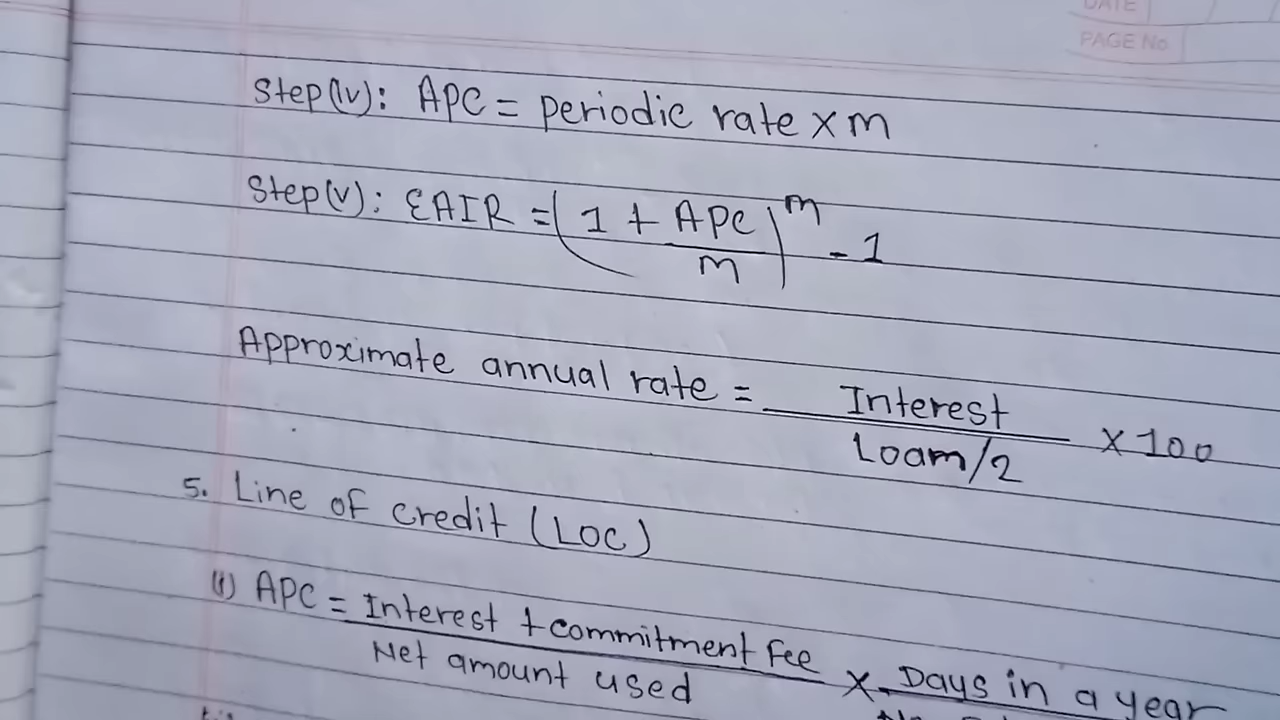 DATE
PAGE No
Step(iv): APC = periodic rate × m
Step(v): EAIR = (1 + APC/m)^m - 1
Approximate annual rate = Interest / Loam/2 × 100
5. Line of credit (LOC)
(i) APC = Interest + commitment fee / Net amount used × Days in a year